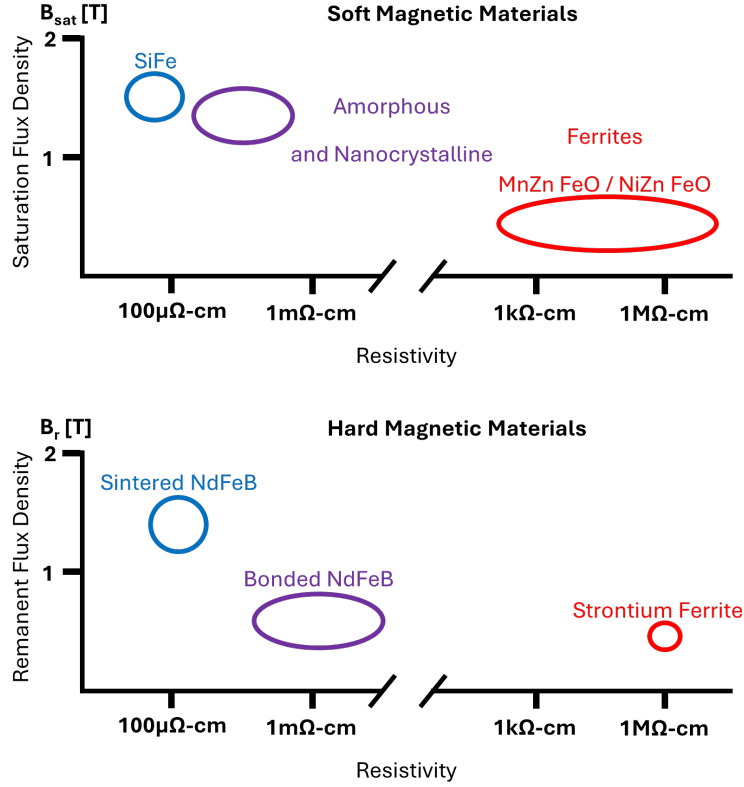 B_sat [T]
Soft Magnetic Materials
2
SiFe
Amorphous
and Nanocrystalline
Ferrites
MnZn FeO / NiZn FeO
1
Saturation Flux Density
100μΩ-cm
1mΩ-cm
1kΩ-cm
1MΩ-cm
Resistivity
B_r [T]
Hard Magnetic Materials
2
Sintered NdFeB
1
Bonded NdFeB
Strontium Ferrite
Remanent Flux Density
100μΩ-cm
1mΩ-cm
1kΩ-cm
1MΩ-cm
Resistivity